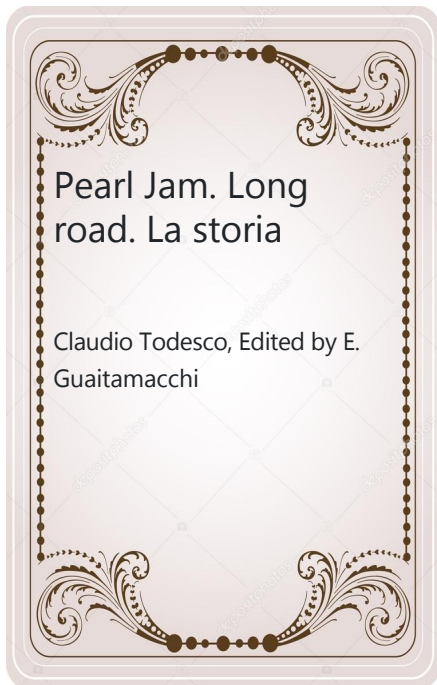 Pearl Jam. Long
road. La storia
Claudio Todesco, Edited by E.
Guaitamacchi